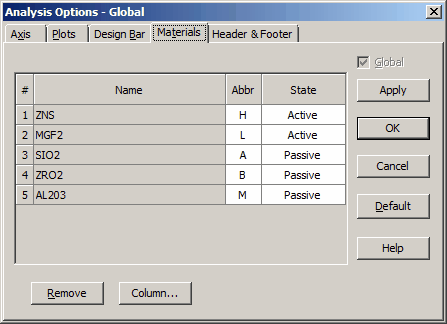 Analysis Options - Global
Axis Plots Design Bar Materials Header & Footer
Global
# Name Abbr State
1 ZNS H Active
2 MGF2 L Active
3 SIO2 A Passive
4 ZRO2 B Passive
5 AL203 M Passive
Apply
OK
Cancel
Default
Help
Remove Column...